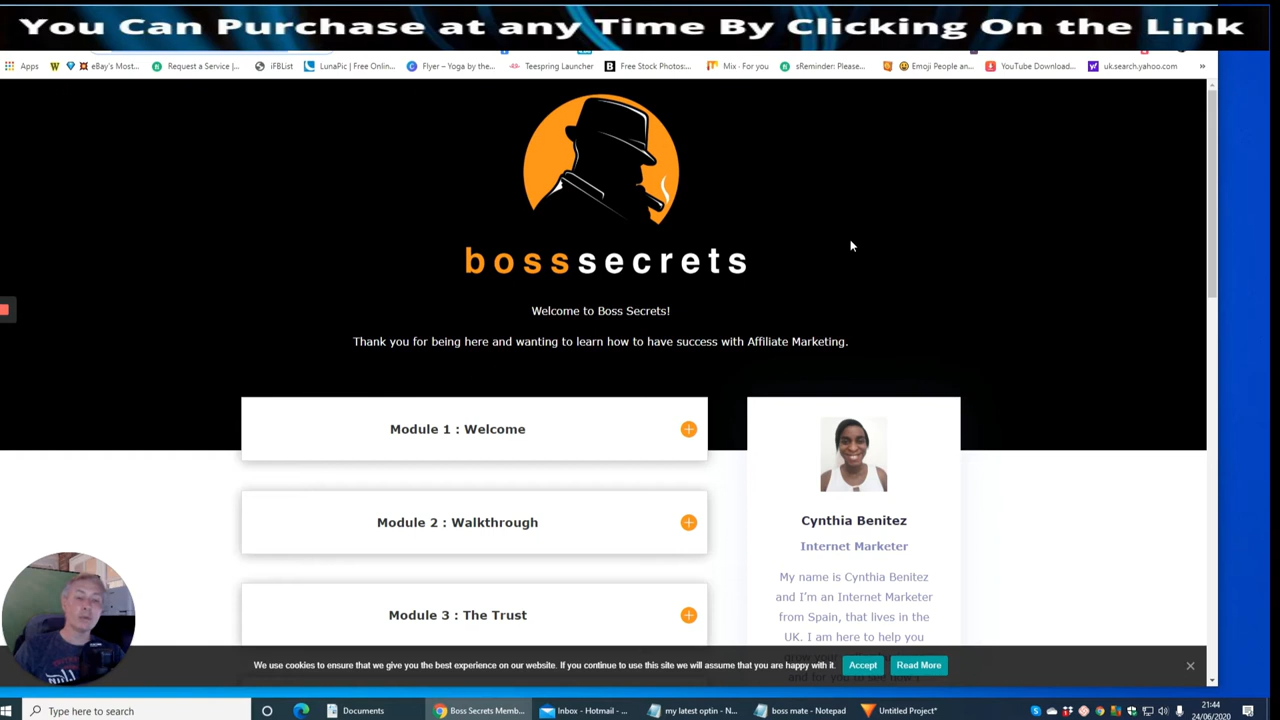 You Can Purchase at any Time By Clicking On the Link
Apps
eBay's Most...
Request a Service |...
iFBList
LunaPic | Free Onlin...
Flyer – Yoga by the...
Teespring Launcher
Free Stock Photos:...
Mix - For you
sReminder: Please...
Emoji People an...
YouTube Download...
uk.search.yahoo.com
»
bosssecrets
Welcome to Boss Secrets!
Thank you for being here and wanting to learn how to have success with Affiliate Marketing.
Module 1 : Welcome
Module 2 : Walkthrough
Module 3 : The Trust
Cynthia Benitez
Internet Marketer
My name is Cynthia Benitez
and I'm an Internet Marketer
from Spain, that lives in the
UK. I am here to help you
We use cookies to ensure that we give you the best experience on our website. If you continue to use this site we will assume that you are happy with it.
Accept
Read More
Type here to search
Documents
Boss Secrets Memb...
Inbox - Hotmail - ...
my latest optin - N...
boss mate - Notepad
Untitled Project*
21:44
24/06/2020